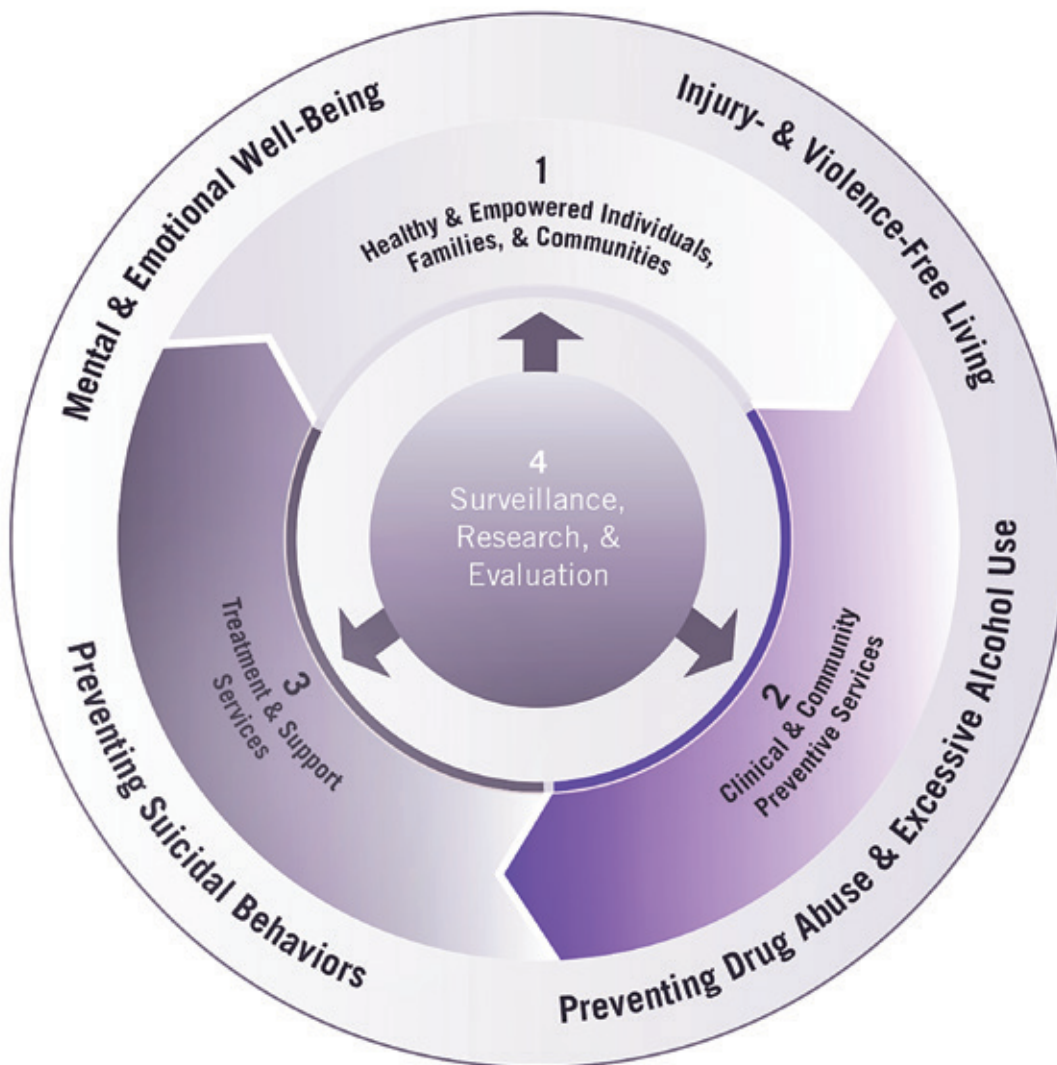 Mental & Emotional Well-Being
Injury- & Violence-Free Living
1
Healthy & Empowered Individuals,
Families, & Communities
4
Surveillance,
Research, &
Evaluation
3
Treatment & Support
Services
2
Clinical & Community
Preventive Services
Preventing Suicidal Behaviors
Preventing Drug Abuse & Excessive Alcohol Use